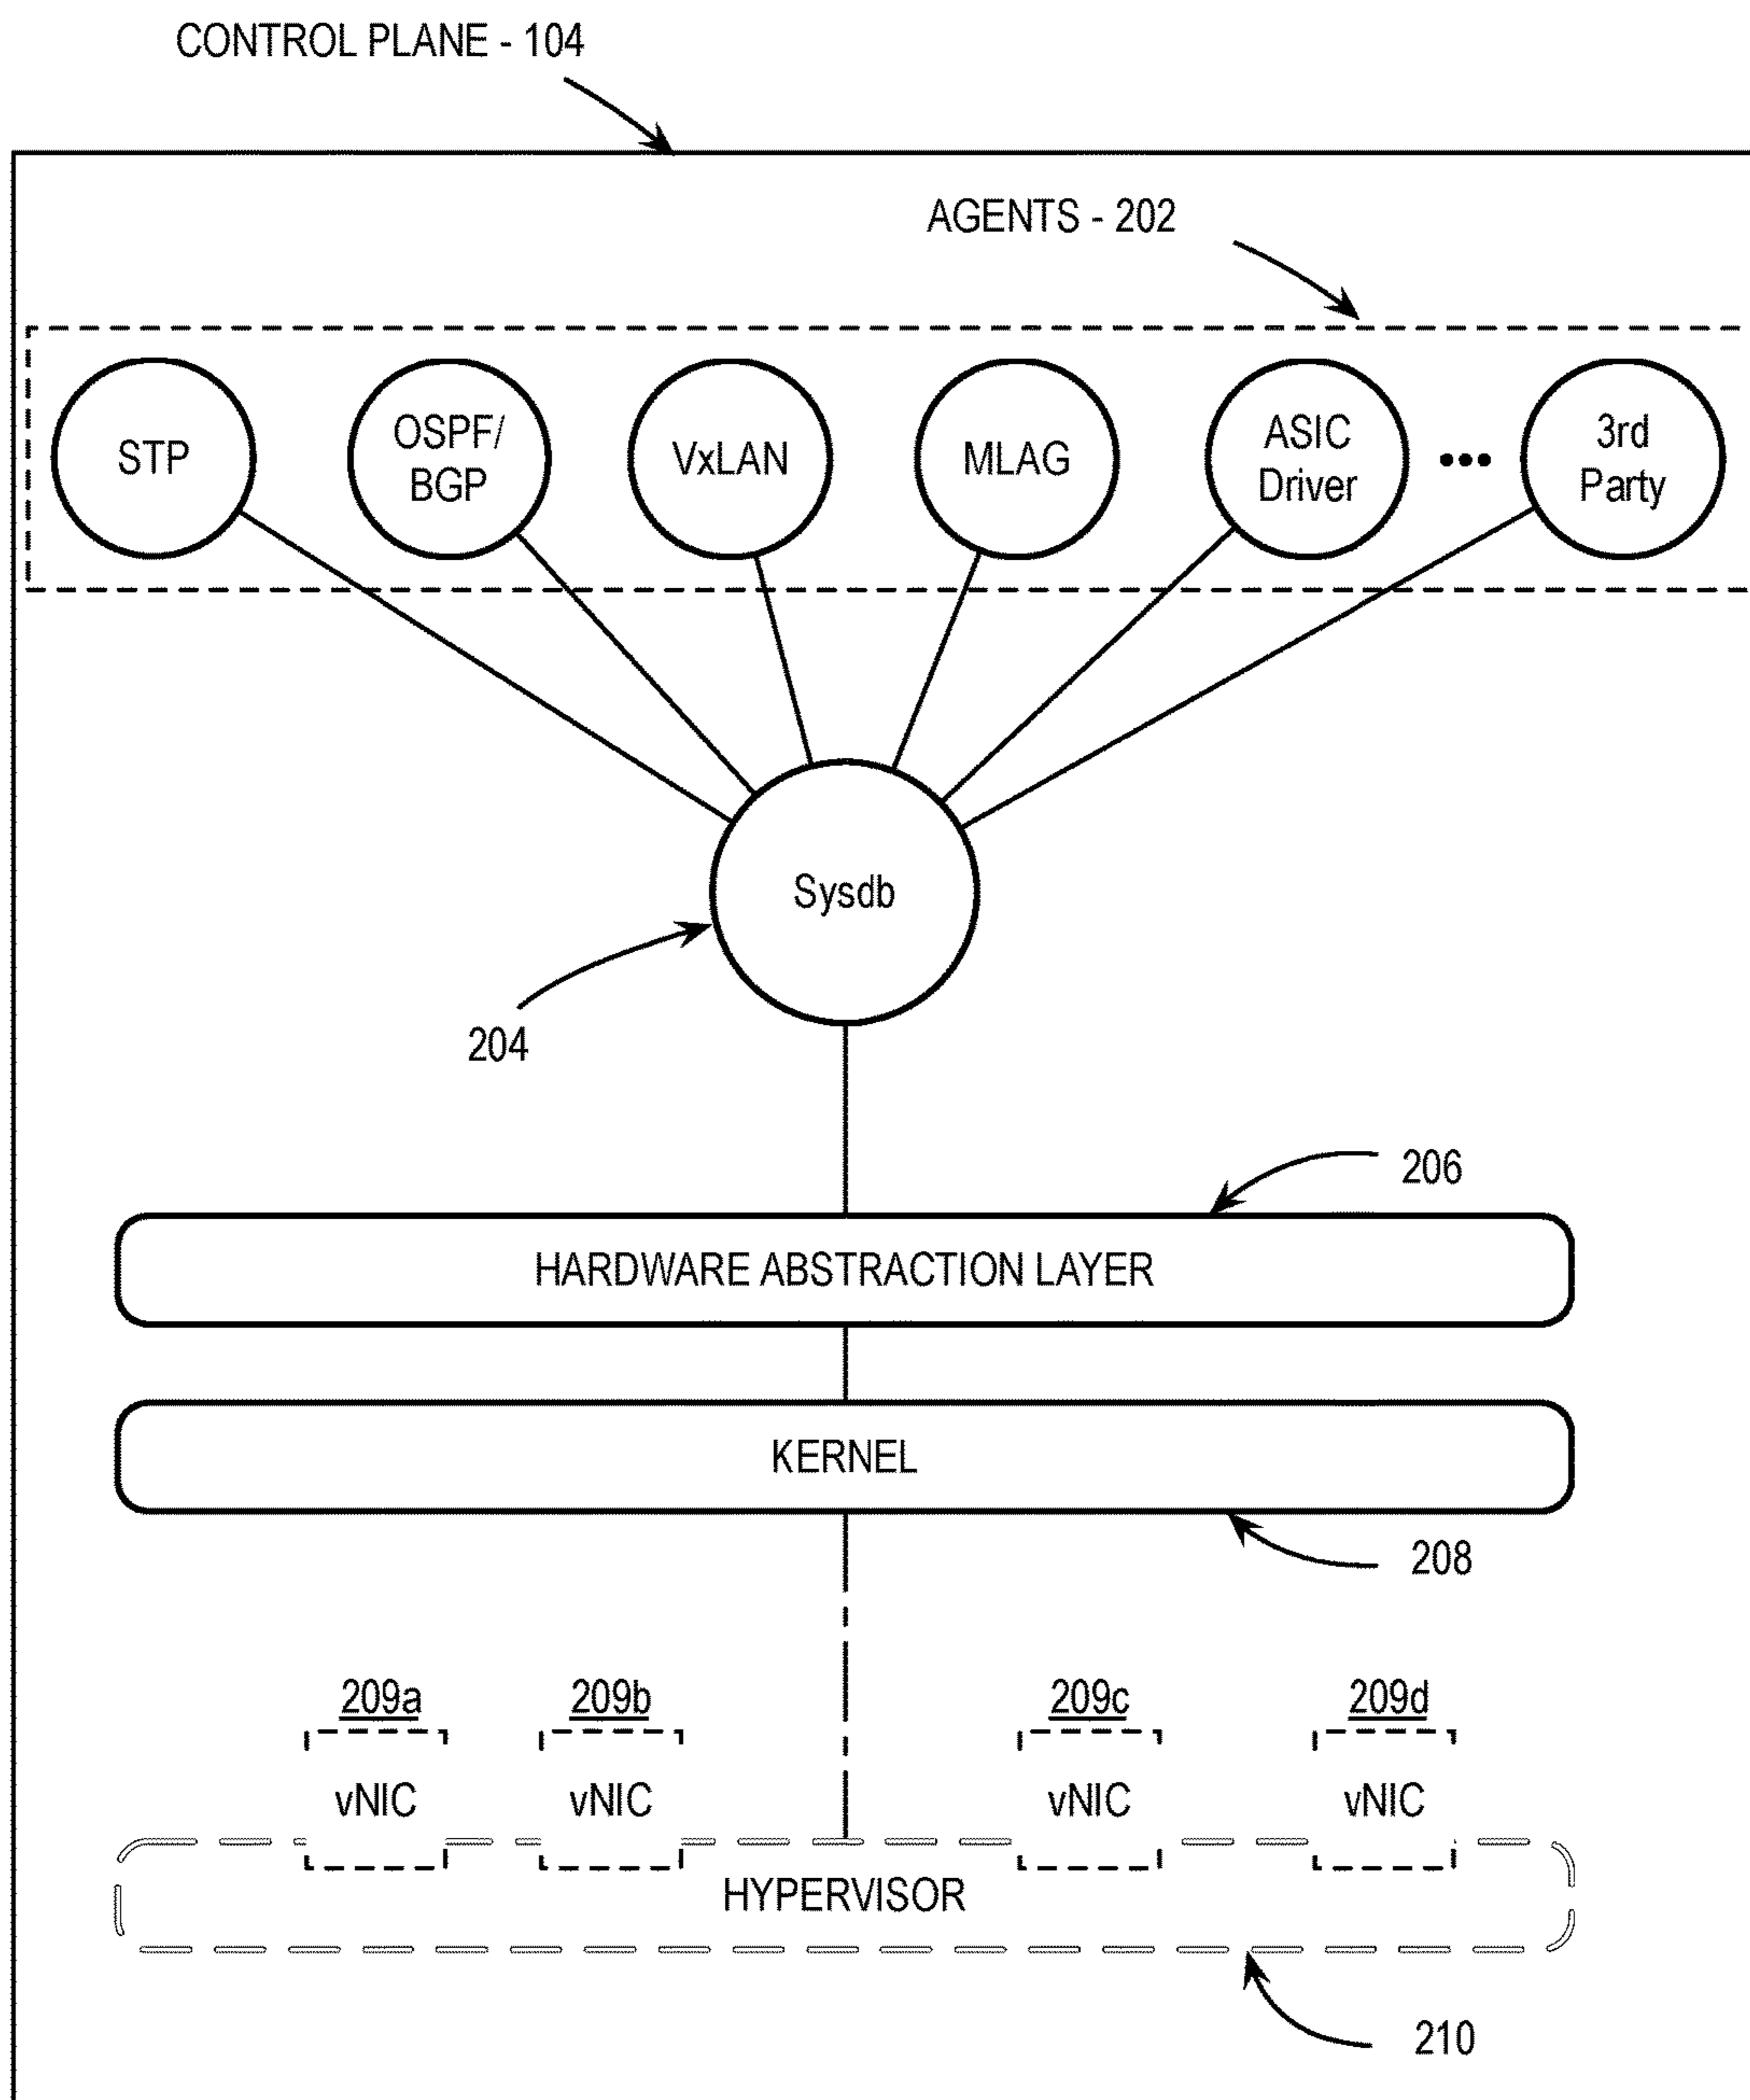 CONTROL PLANE - 104
AGENTS - 202
STP
OSPF/
BGP
VxLAN
MLAG
ASIC
Driver
•••
3rd
Party
Sysdb
204
206
HARDWARE ABSTRACTION LAYER
KERNEL
208
209a
209b
209c
209d
vNIC
vNIC
vNIC
vNIC
HYPERVISOR
210